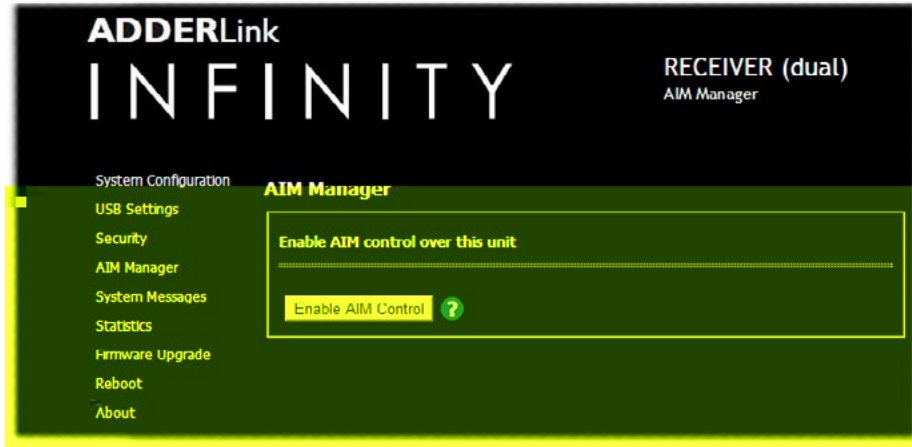 ADDERLink
INFINITY
RECEIVER (dual)
AIM Manager
System Configuration
USB Settings
Security
AIM Manager
System Messages
Statistics
Firmware Upgrade
Reboot
About
AIM Manager
Enable AIM control over this unit
Enable AIM Control ?